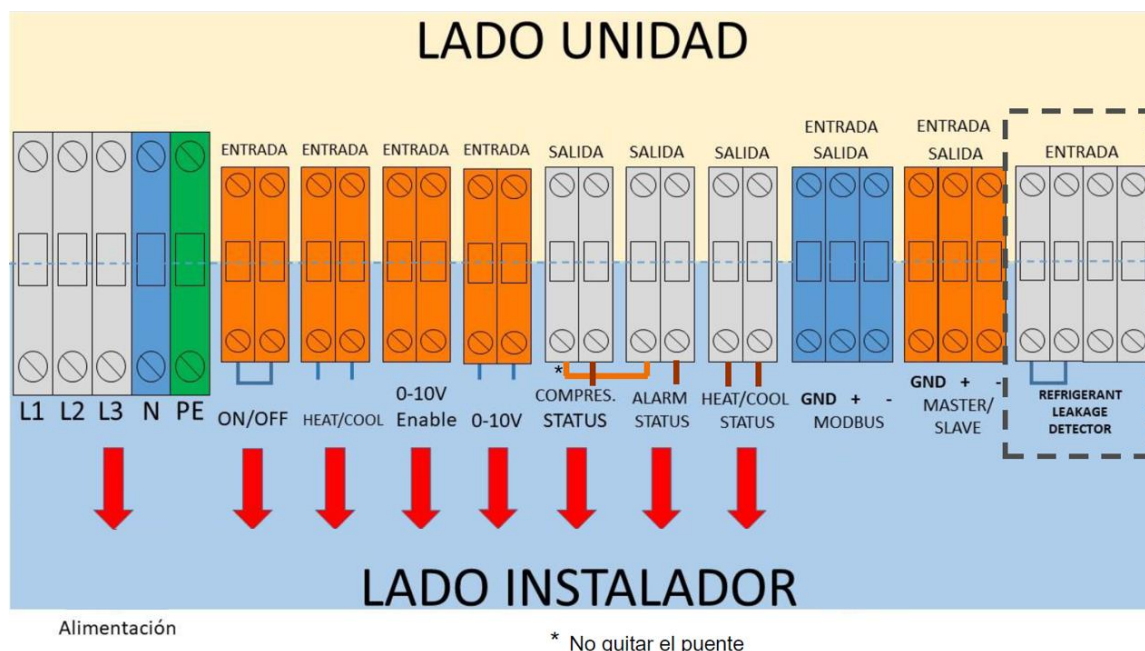 LADO UNIDAD
ENTRADA
ENTRADA
ENTRADA
ENTRADA
SALIDA
SALIDA
SALIDA
ENTRADA
SALIDA
ENTRADA
SALIDA
ENTRADA
L1 L2 L3 N PE
ON/OFF
HEAT/COOL
0-10V
Enable
0-10V
*
COMPRES.
STATUS
ALARM
STATUS
HEAT/COOL
STATUS
GND + -
MODBUS
GND + -
MASTER/
SLAVE
REFRIGERANT
LEAKAGE
DETECTOR
LADO INSTALADOR
Alimentación
* No quitar el puente